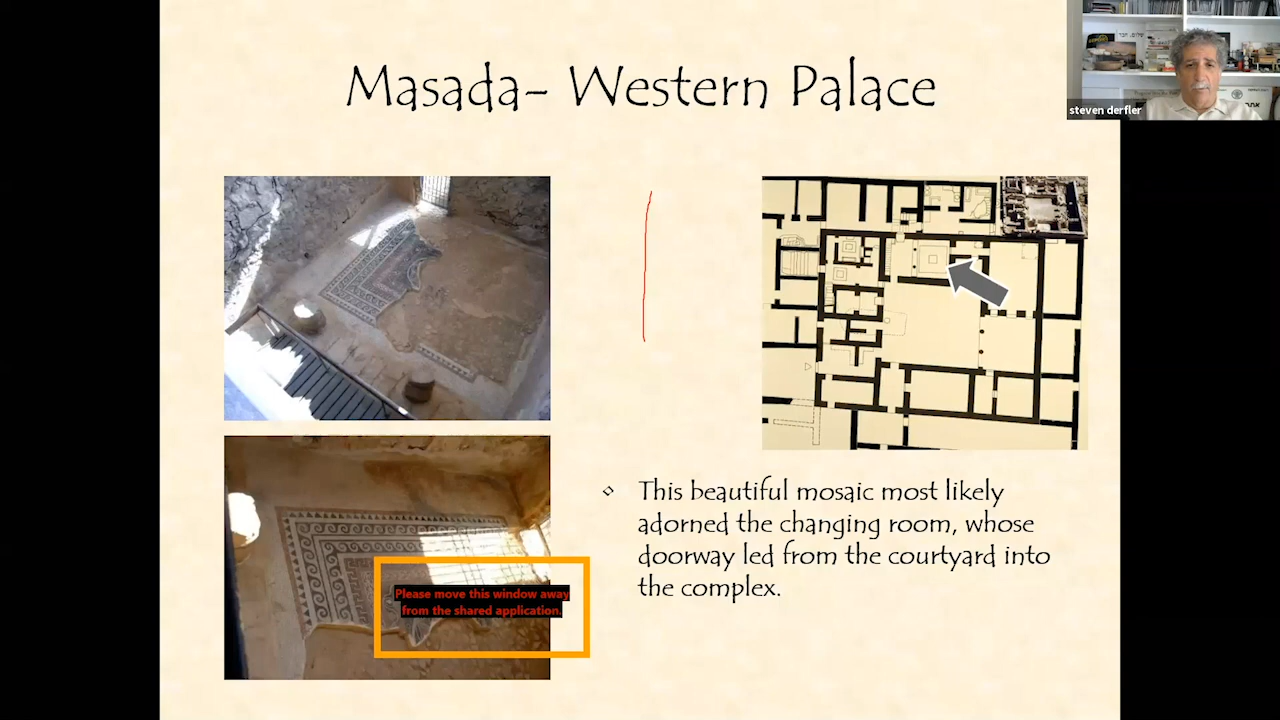 Masada- Western Palace
steven derfler
This beautiful mosaic most likely
adorned the changing room, whose
doorway led from the courtyard into
the complex.
Please move this window away
from the shared application.